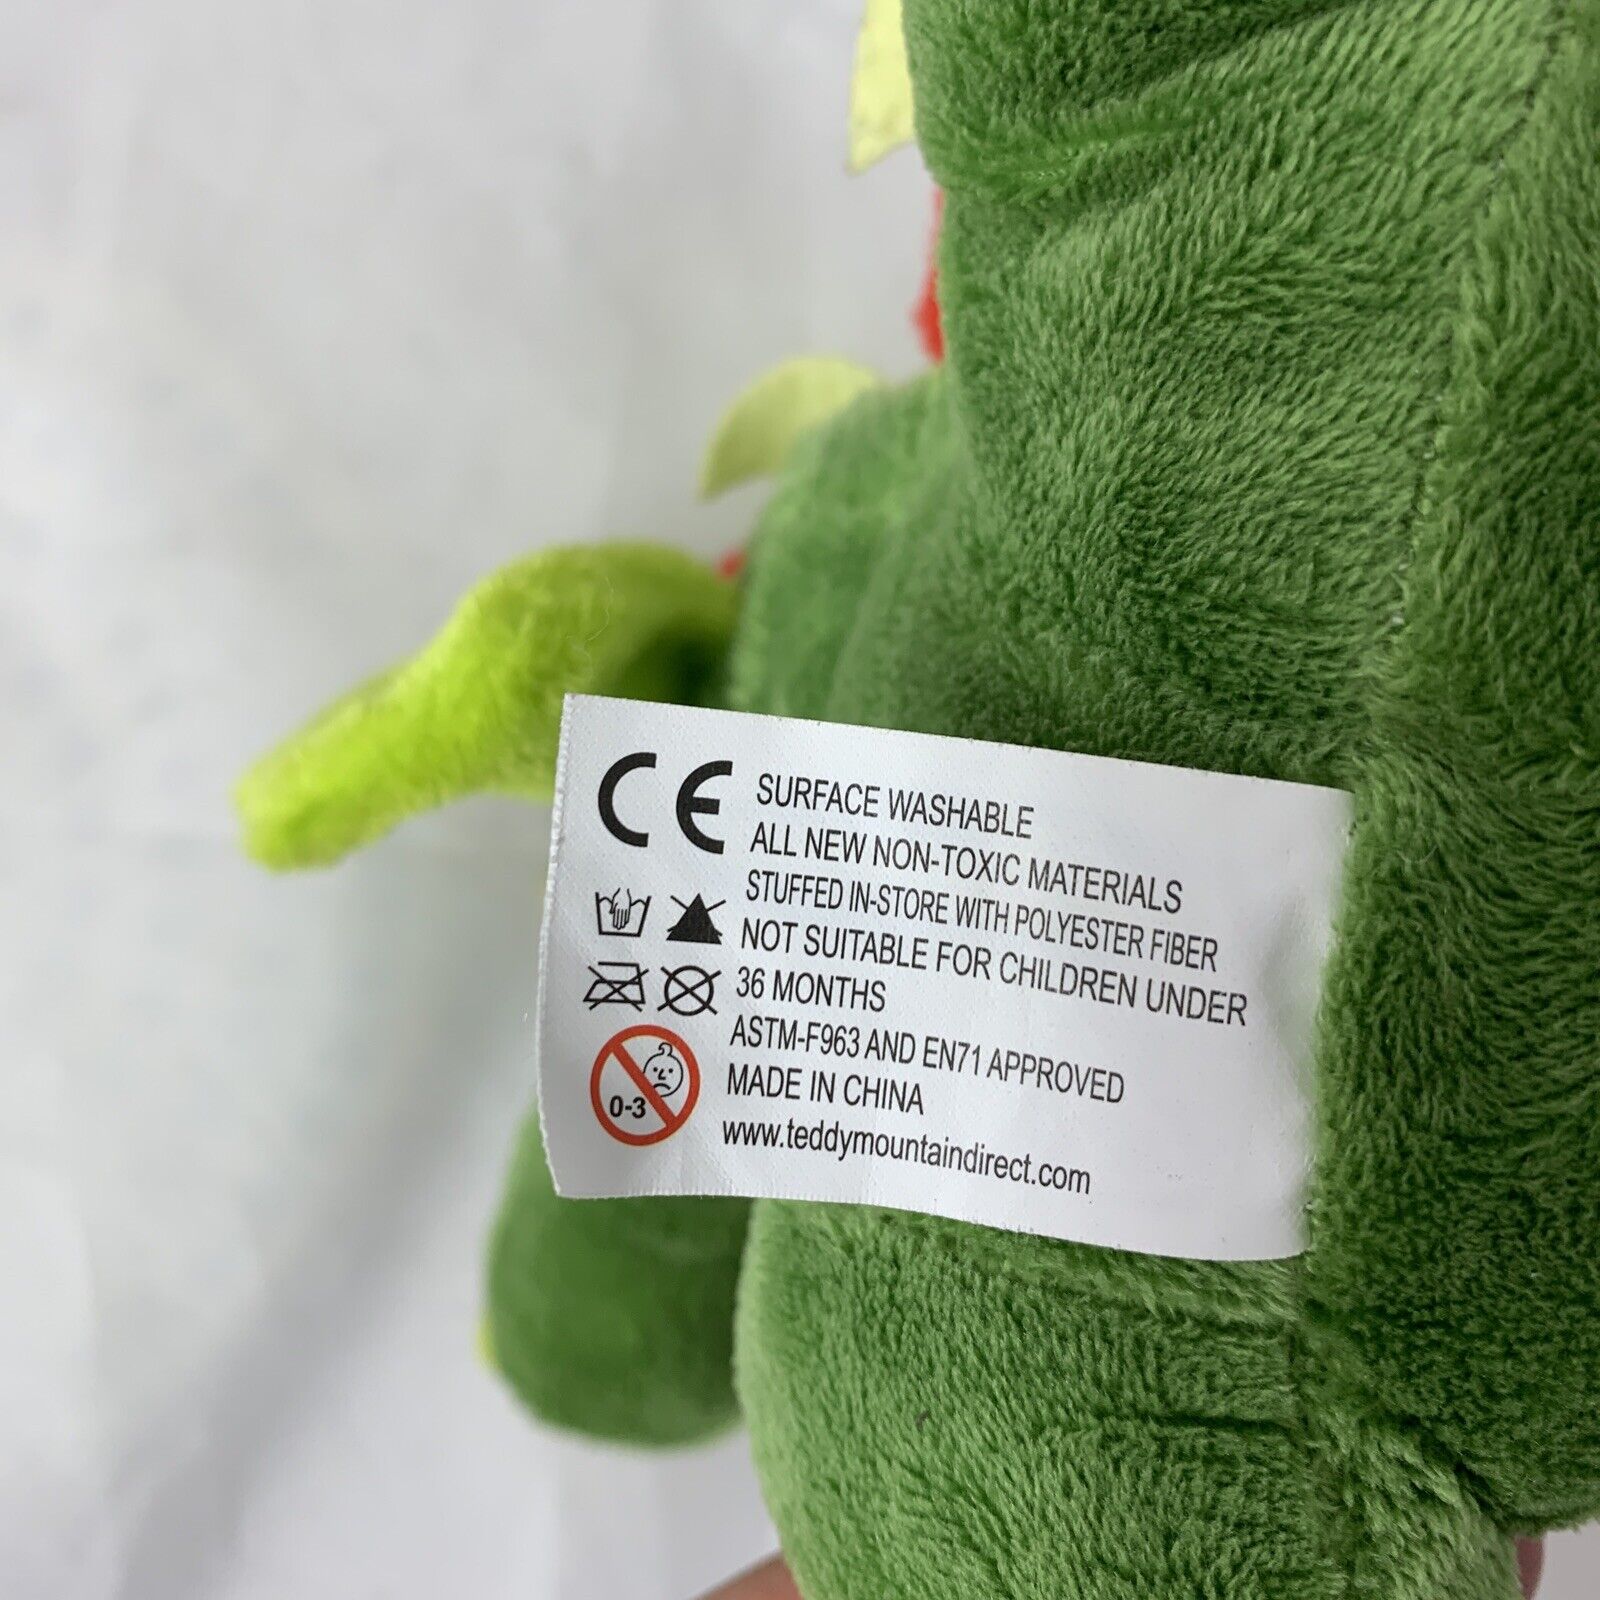 CE
SURFACE WASHABLE
ALL NEW NON-TOXIC MATERIALS
STUFFED IN-STORE WITH POLYESTER FIBER
NOT SUITABLE FOR CHILDREN UNDER
36 MONTHS
ASTM-F963 AND EN71 APPROVED
MADE IN CHINA
www.teddymountaindirect.com
0-3